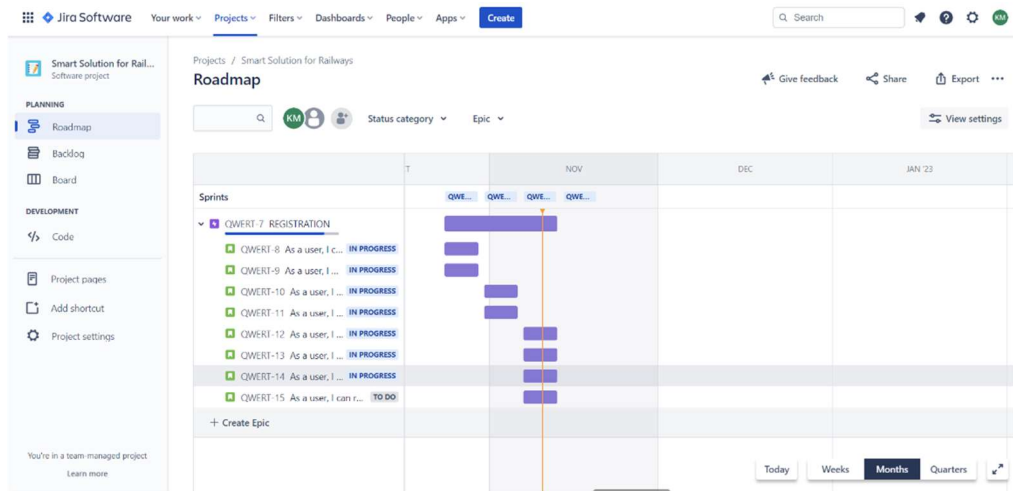 Jira Software Your work Projects Filters Dashboards People Apps Create Search KM
Smart Solution for Rail...
Software project
PLANNING
Roadmap
Backlog
Board
DEVELOPMENT
Code
Project pages
Add shortcut
Project settings
You're in a team-managed project
Learn more
Projects / Smart Solution for Railways
Roadmap
Give feedback Share Export
KM Status category Epic View settings
T NOV DEC JAN '23
Sprints QWE... QWE... QWE... QWE...
QWERT-7 REGISTRATION
QWERT-8 As a user, I c... IN PROGRESS
QWERT-9 As a user, I ... IN PROGRESS
QWERT-10 As a user, I ... IN PROGRESS
QWERT-11 As a user, I ... IN PROGRESS
QWERT-12 As a user, I ... IN PROGRESS
QWERT-13 As a user, I ... IN PROGRESS
QWERT-14 As a user, I ... IN PROGRESS
QWERT-15 As a user, I can r... TO DO
+ Create Epic
Today Weeks Months Quarters